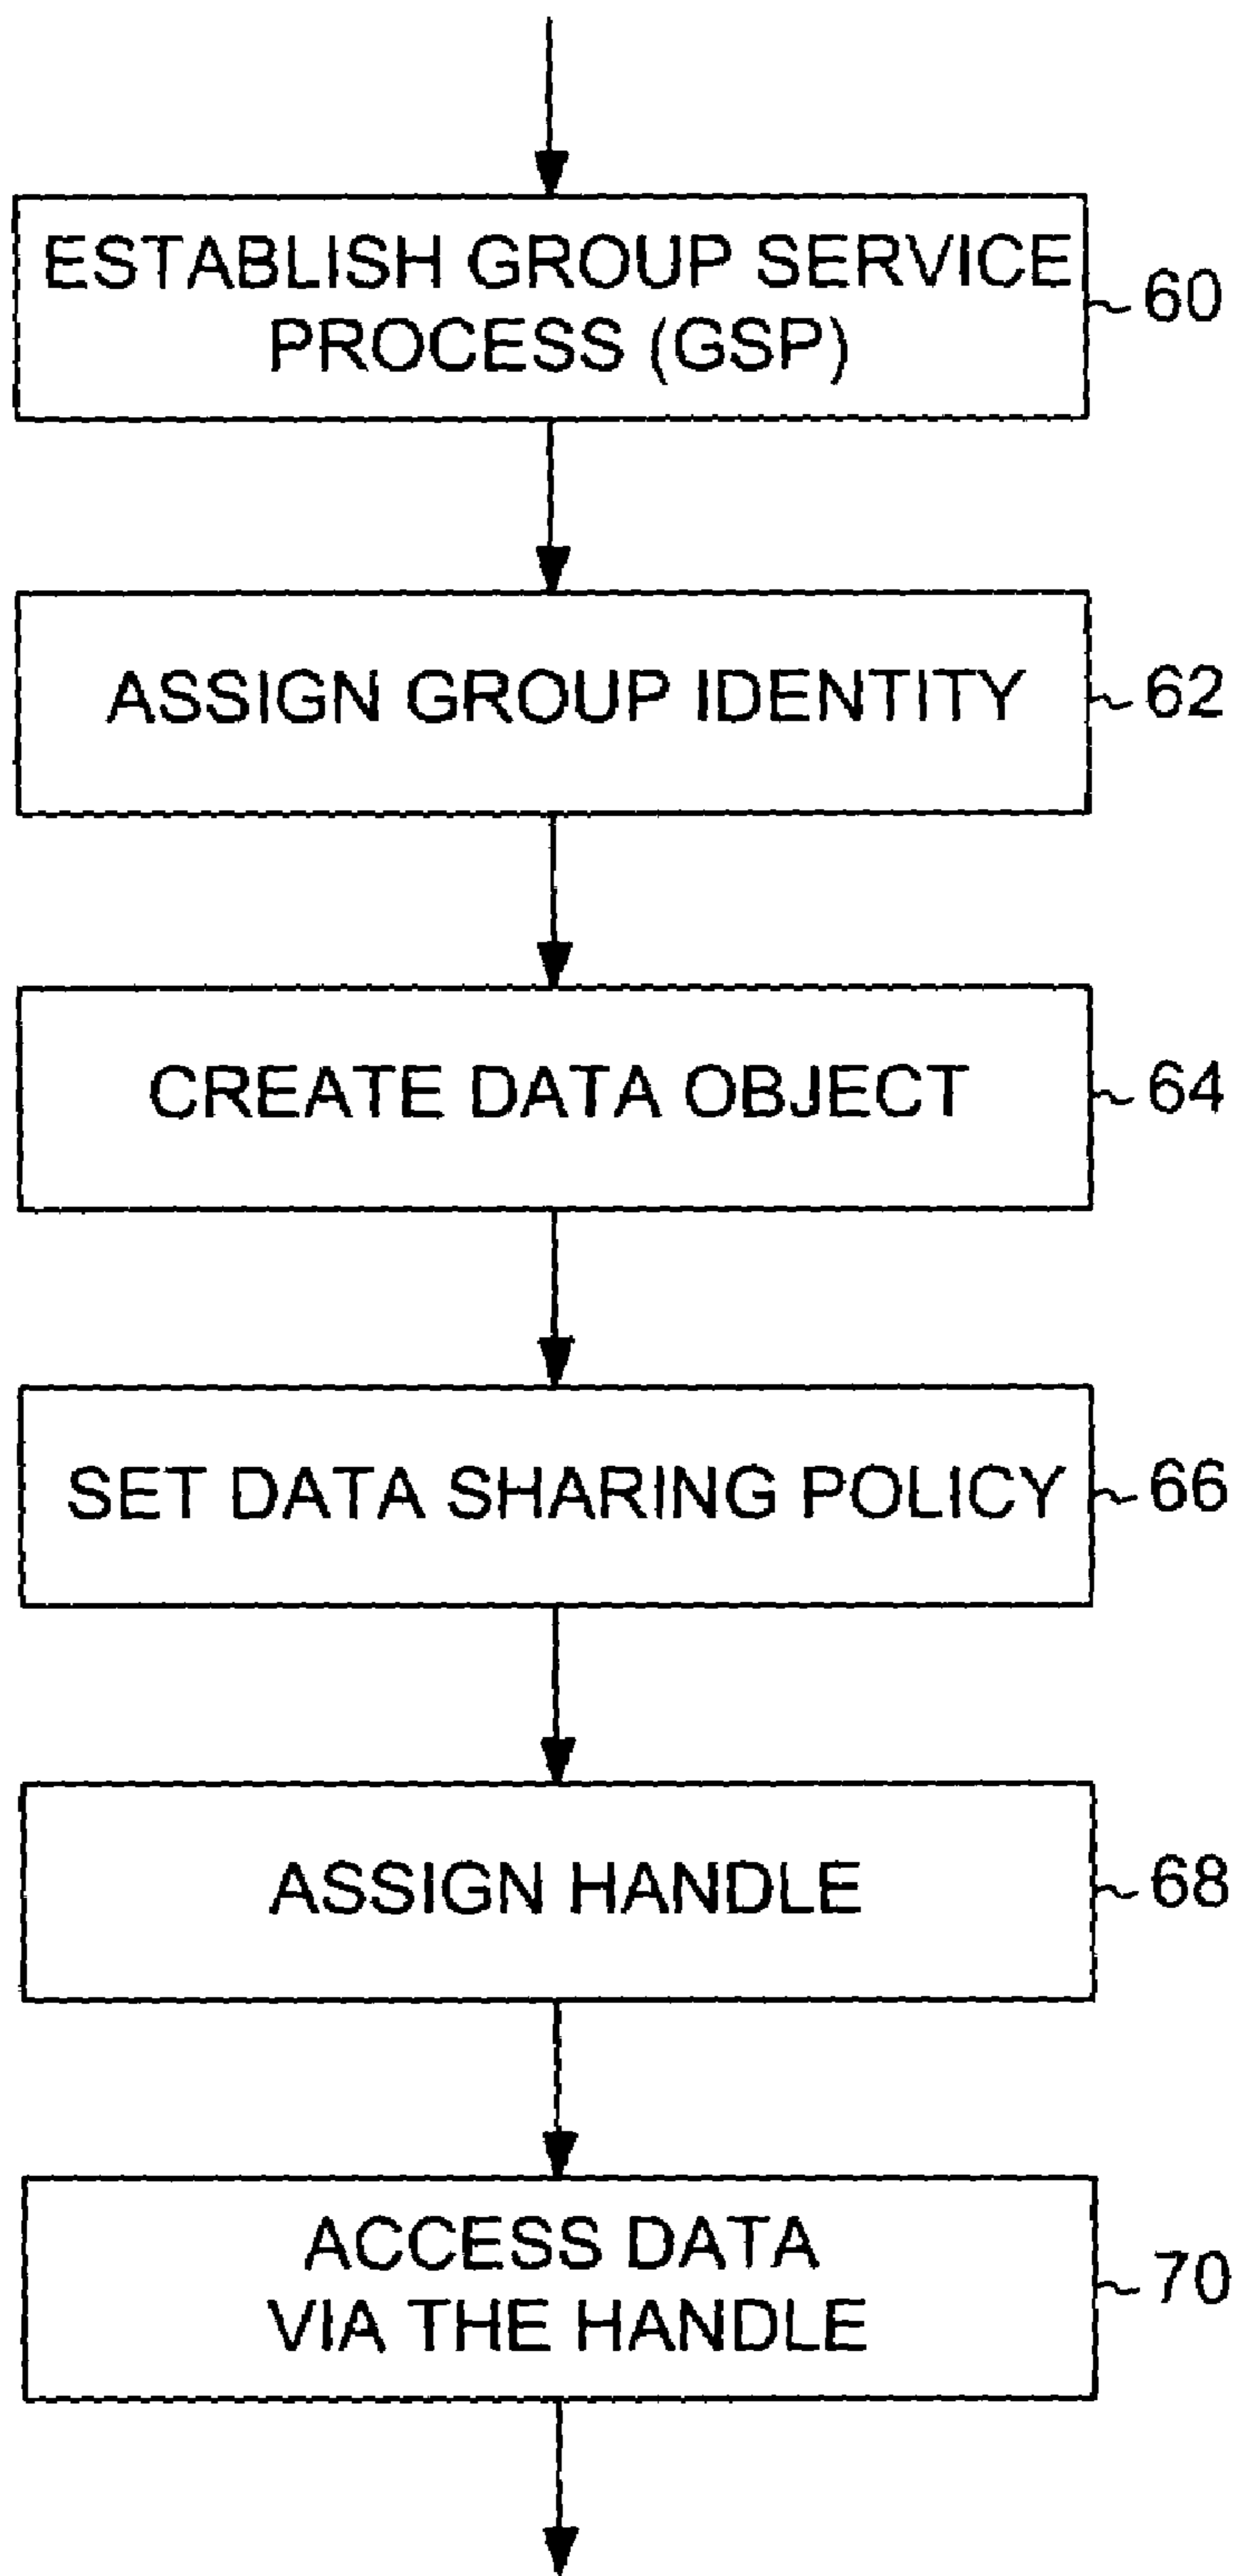 ESTABLISH GROUP SERVICE
PROCESS (GSP)
60
ASSIGN GROUP IDENTITY
62
CREATE DATA OBJECT
64
SET DATA SHARING POLICY
66
ASSIGN HANDLE
68
ACCESS DATA
VIA THE HANDLE
70